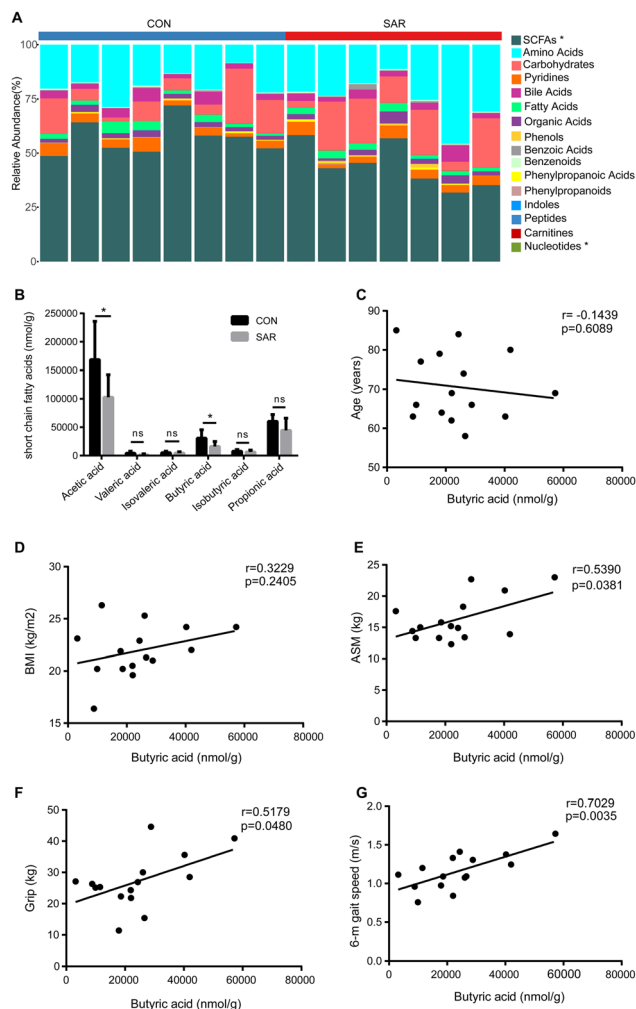 A
CON
SAR
Relative Abundance(%)
100
75
50
25
0
SCFAs *
Amino Acids
Carbohydrates
Pyridines
Bile Acids
Fatty Acids
Organic Acids
Phenols
Benzoic Acids
Benzenoids
Phenylpropanoic Acids
Phenylpropanoids
Indoles
Peptides
Carnitines
Nucleotides *
B
short chain fatty acids (nmol/g)
250000
200000
150000
100000
50000
0
* ns ns * ns ns
CON
SAR
Acetic acid
Valeric acid
Isovaleric acid
Butyric acid
Isobutyric acid
Propionic acid
C
r= -0.1439
p=0.6089
Age (years)
90
80
70
60
50
0 20000 40000 60000 80000
Butyric acid (nmol/g)
D
r=0.3229
p=0.2405
BMI (kg/m2)
30
25
20
15
0 20000 40000 60000 80000
Butyric acid (nmol/g)
E
r=0.5390
p=0.0381
ASM (kg)
25
20
15
10
5
0
0 20000 40000 60000 80000
Butyric acid (nmol/g)
F
r=0.5179
p=0.0480
Grip (kg)
50
40
30
20
10
0
0 20000 40000 60000 80000
Butyric acid (nmol/g)
G
r=0.7029
p=0.0035
6-m gait speed (m/s)
2.0
1.5
1.0
0.5
0.0
0 20000 40000 60000 80000
Butyric acid (nmol/g)